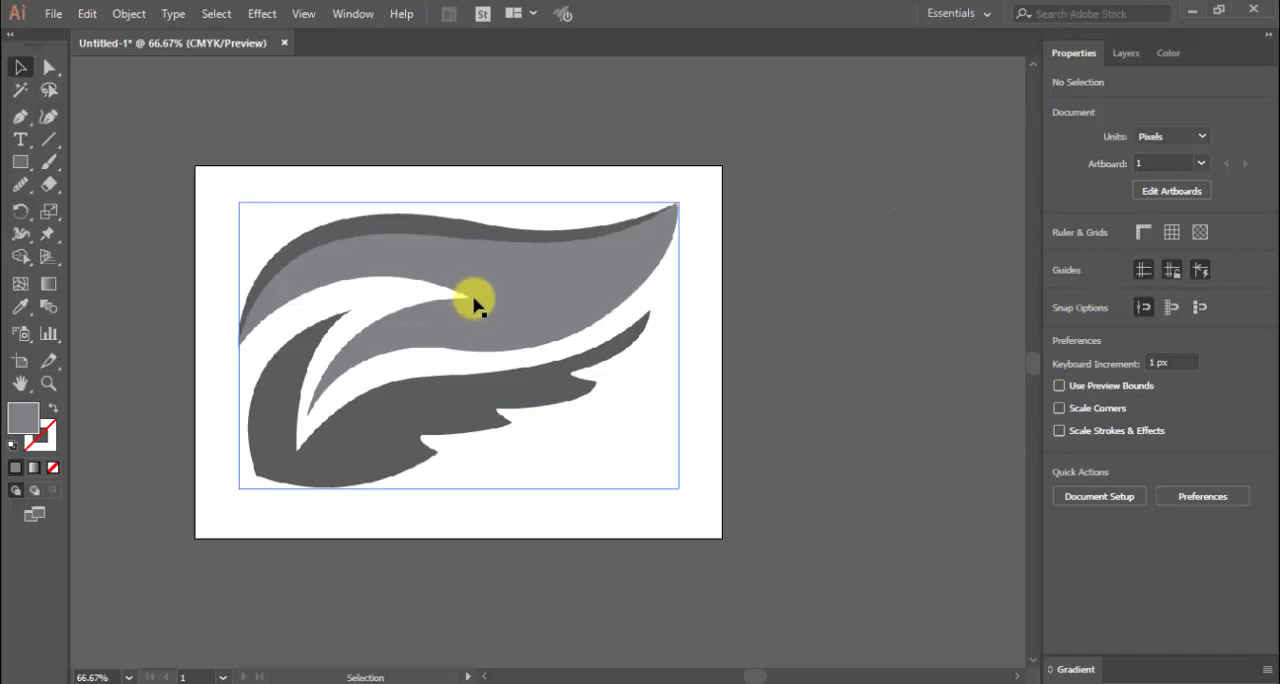 Ai File Edit Object Type Select Effect View Window Help Br St Essentials Search Adobe Stock
Untitled-1* @ 66.67% (CMYK/Preview) ×
Properties Layers Color
No Selection
Document
Units: Pixels
Artboard: 1
Edit Artboards
Ruler & Grids
Guides
Snap Options
Preferences
Keyboard Increment: 1 px
Use Preview Bounds
Scale Corners
Scale Strokes & Effects
Quick Actions
Document Setup Preferences
Gradient
66.67% 1 Selection